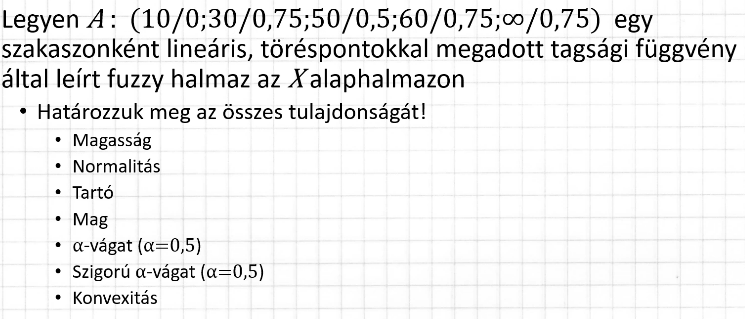 Legyen A: (10/0;30/0,75;50/0,5;60/0,75;∞/0,75) egy
szakaszonként lineáris, töréspontokkal megadott tagsági függvény
által leírt fuzzy halmaz az X alaphalmazon
• Határozzuk meg az összes tulajdonságát!
• Magasság
• Normalitás
• Tartó
• Mag
• α-vágat (α=0,5)
• Szigorú α-vágat (α=0,5)
• Konvexitás